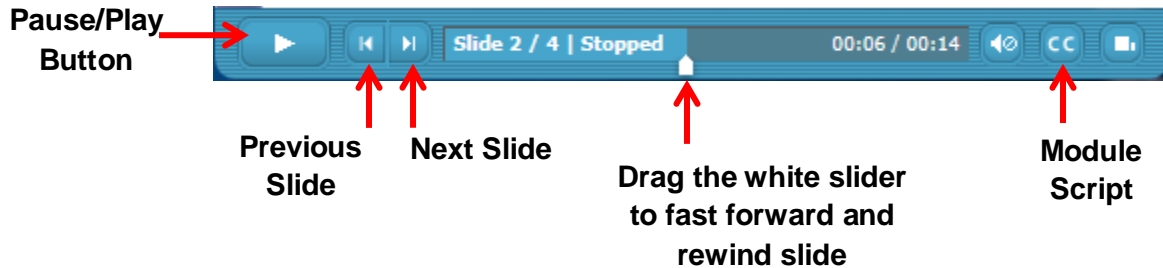 Pause/Play
Button
Slide 2 / 4 | Stopped
00:06 / 00:14
CC
Previous
Slide
Next Slide
Drag the white slider
to fast forward and
rewind slide
Module
Script